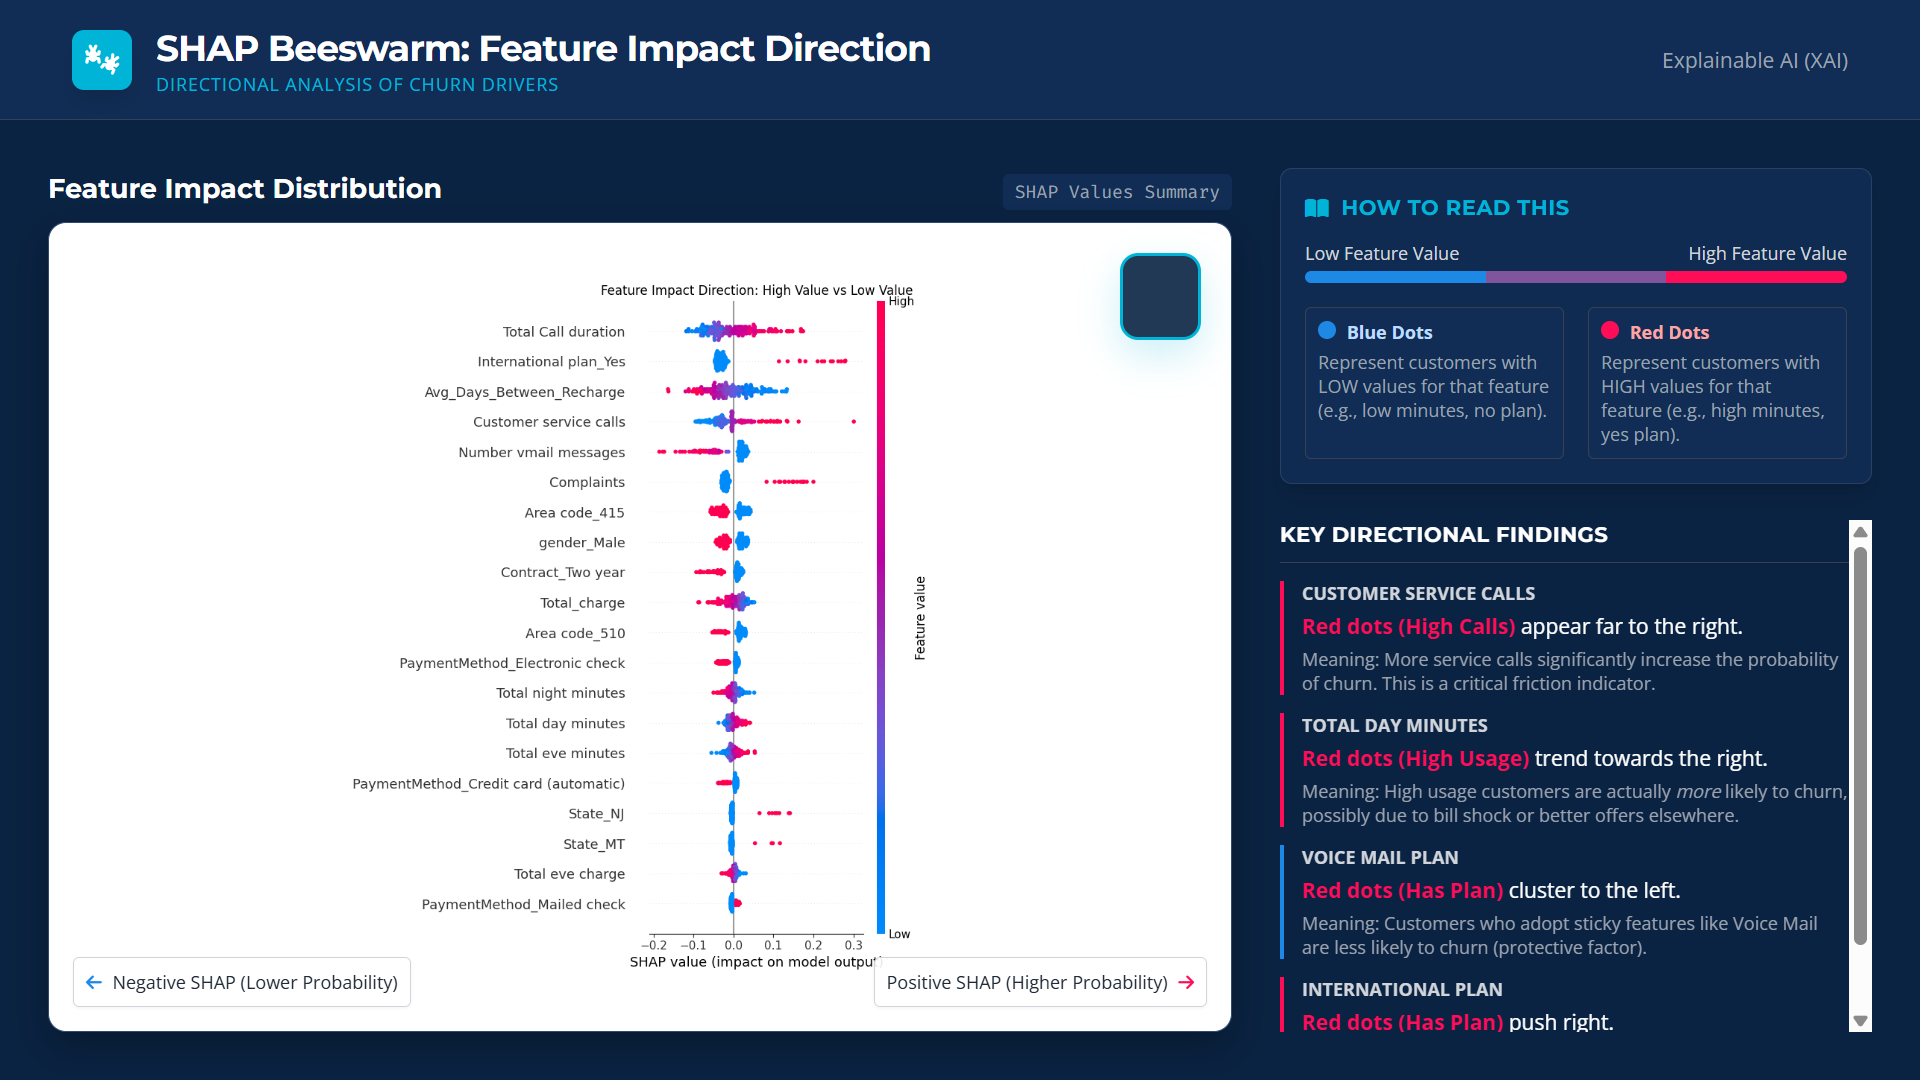 SHAP Beeswarm: Feature Impact Direction
DIRECTIONAL ANALYSIS OF CHURN DRIVERS
Explainable AI (XAI)
Feature Impact Distribution
SHAP Values Summary
Feature Impact Direction: High Value vs Low Value
High
Total Call duration
International plan_Yes
Avg_Days_Between_Recharge
Customer service calls
Number vmail messages
Complaints
Area code_415
gender_Male
Contract_Two year
Total_charge
Area code_510
PaymentMethod_Electronic check
Total night minutes
Total day minutes
Total eve minutes
PaymentMethod_Credit card (automatic)
State_NJ
State_MT
Total eve charge
PaymentMethod_Mailed check
Feature value
Low
−0.2 −0.1 0.0 0.1 0.2 0.3
SHAP value (impact on model output)
Negative SHAP (Lower Probability)
Positive SHAP (Higher Probability)
HOW TO READ THIS
Low Feature Value High Feature Value
Blue Dots
Represent customers with
LOW values for that feature
(e.g., low minutes, no plan).
Red Dots
Represent customers with
HIGH values for that
feature (e.g., high minutes,
yes plan).
KEY DIRECTIONAL FINDINGS
CUSTOMER SERVICE CALLS
Red dots (High Calls) appear far to the right.
Meaning: More service calls significantly increase the probability
of churn. This is a critical friction indicator.
TOTAL DAY MINUTES
Red dots (High Usage) trend towards the right.
Meaning: High usage customers are actually more likely to churn,
possibly due to bill shock or better offers elsewhere.
VOICE MAIL PLAN
Red dots (Has Plan) cluster to the left.
Meaning: Customers who adopt sticky features like Voice Mail
are less likely to churn (protective factor).
INTERNATIONAL PLAN
Red dots (Has Plan) push right.